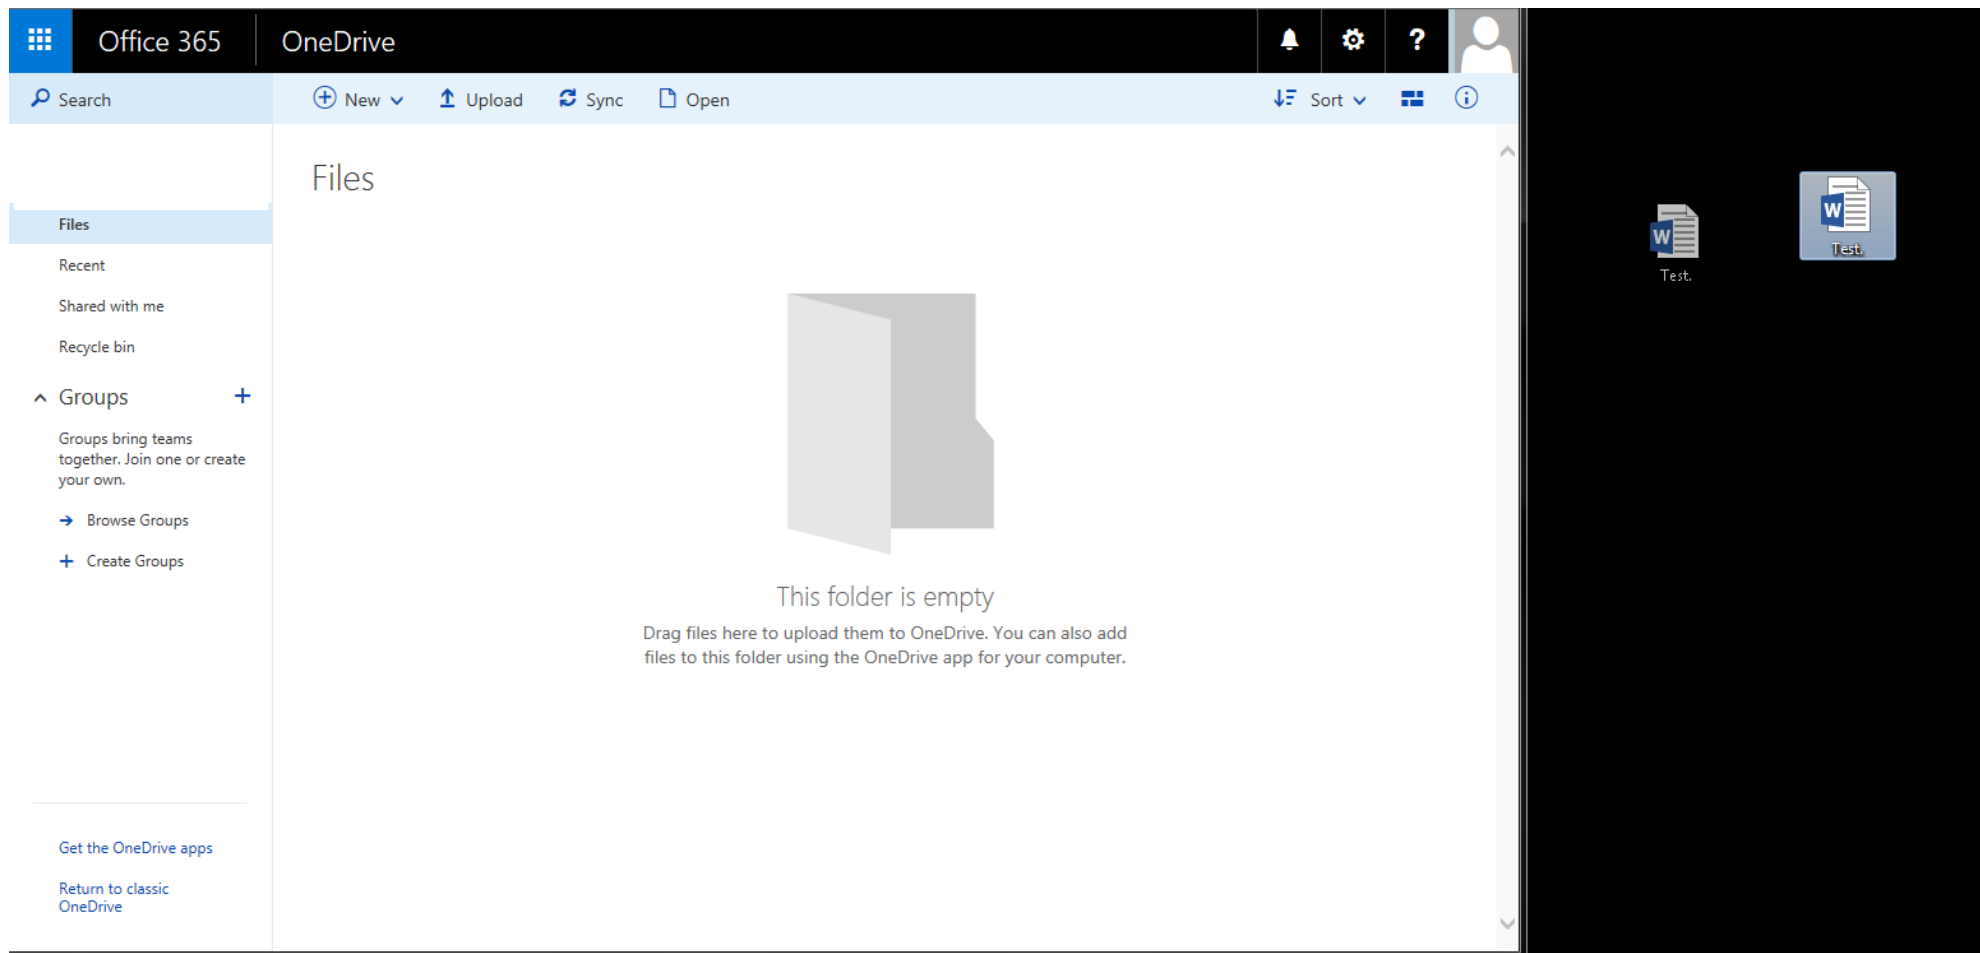 Office 365
OneDrive
?
Search
New
Upload
Sync
Open
Sort
Files
Files
Recent
Shared with me
Recycle bin
Groups
Groups bring teams
together. Join one or create
your own.
Browse Groups
Create Groups
This folder is empty
Drag files here to upload them to OneDrive. You can also add
files to this folder using the OneDrive app for your computer.
Get the OneDrive apps
Return to classic
OneDrive
W
Test.
W
Test.